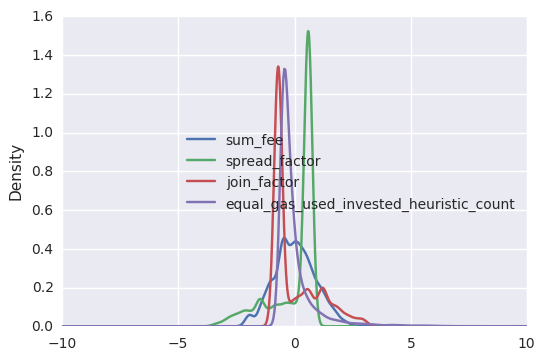 1.6
1.4
1.2
1.0
0.8
0.6
0.4
0.2
0.0
Density
sum_fee
spread_factor
join_factor
equal_gas_used_invested_heuristic_count
−10
−5
0
5
10